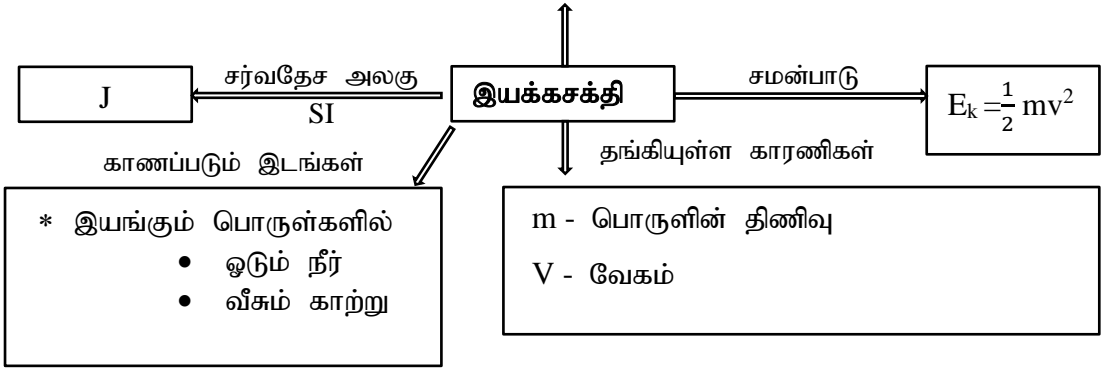 சர்வதேச அலகு
SI
J
இயக்கசக்தி
சமன்பாடு
Eₖ = 1/2 mv²
காணப்படும் இடங்கள்
* இயங்கும் பொருள்களில்
• ஓடும் நீர்
• வீசும் காற்று
தங்கியுள்ள காரணிகள்
m - பொருளின் திணிவு
V - வேகம்